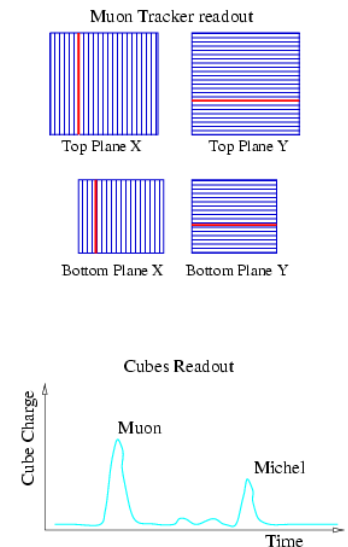 Muon Tracker readout
Top Plane X
Top Plane Y
Bottom Plane X
Bottom Plane Y
Cubes Readout
Cube Charge
Muon
Michel
Time